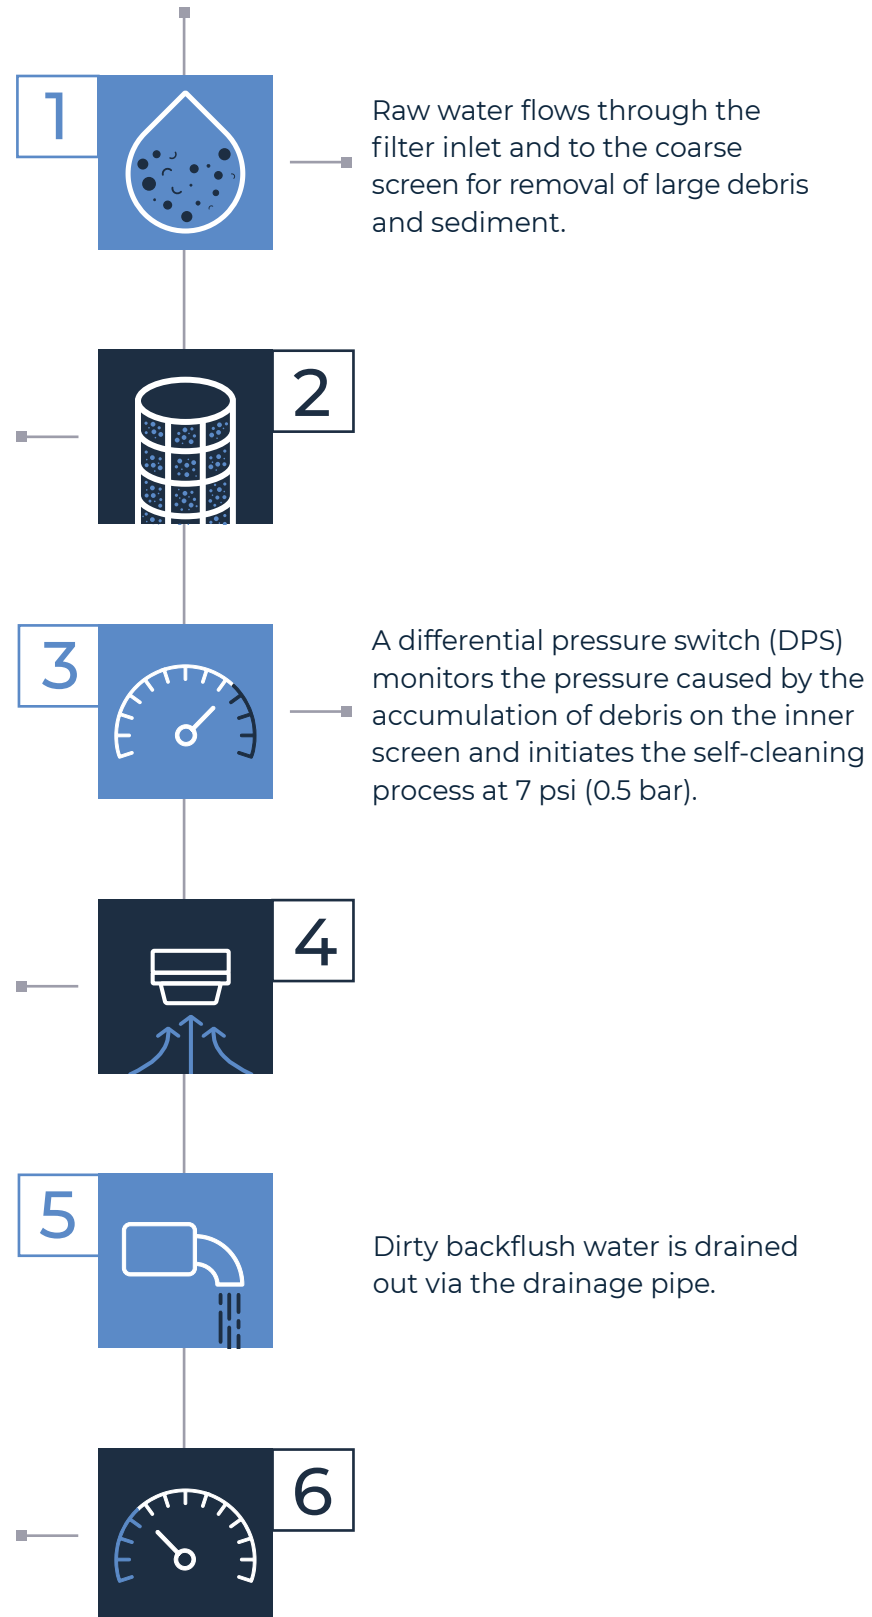 1
Raw water flows through the
filter inlet and to the coarse
screen for removal of large debris
and sediment.
2
3
A differential pressure switch (DPS)
monitors the pressure caused by the
accumulation of debris on the inner
screen and initiates the self-cleaning
process at 7 psi (0.5 bar).
4
5
Dirty backflush water is drained
out via the drainage pipe.
6